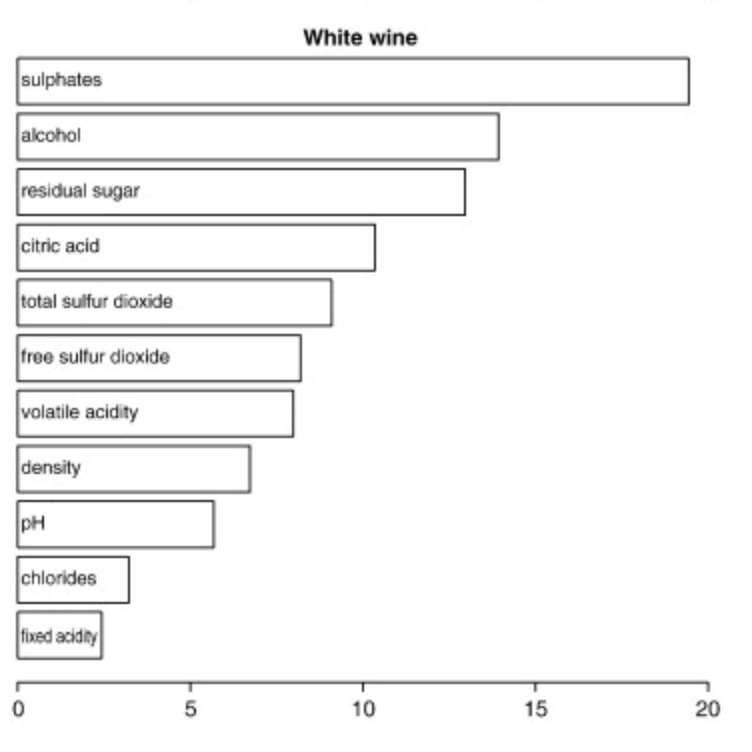 White wine
sulphates
alcohol
residual sugar
citric acid
total sulfur dioxide
free sulfur dioxide
volatile acidity
density
pH
chlorides
fixed acidity
0 5 10 15 20